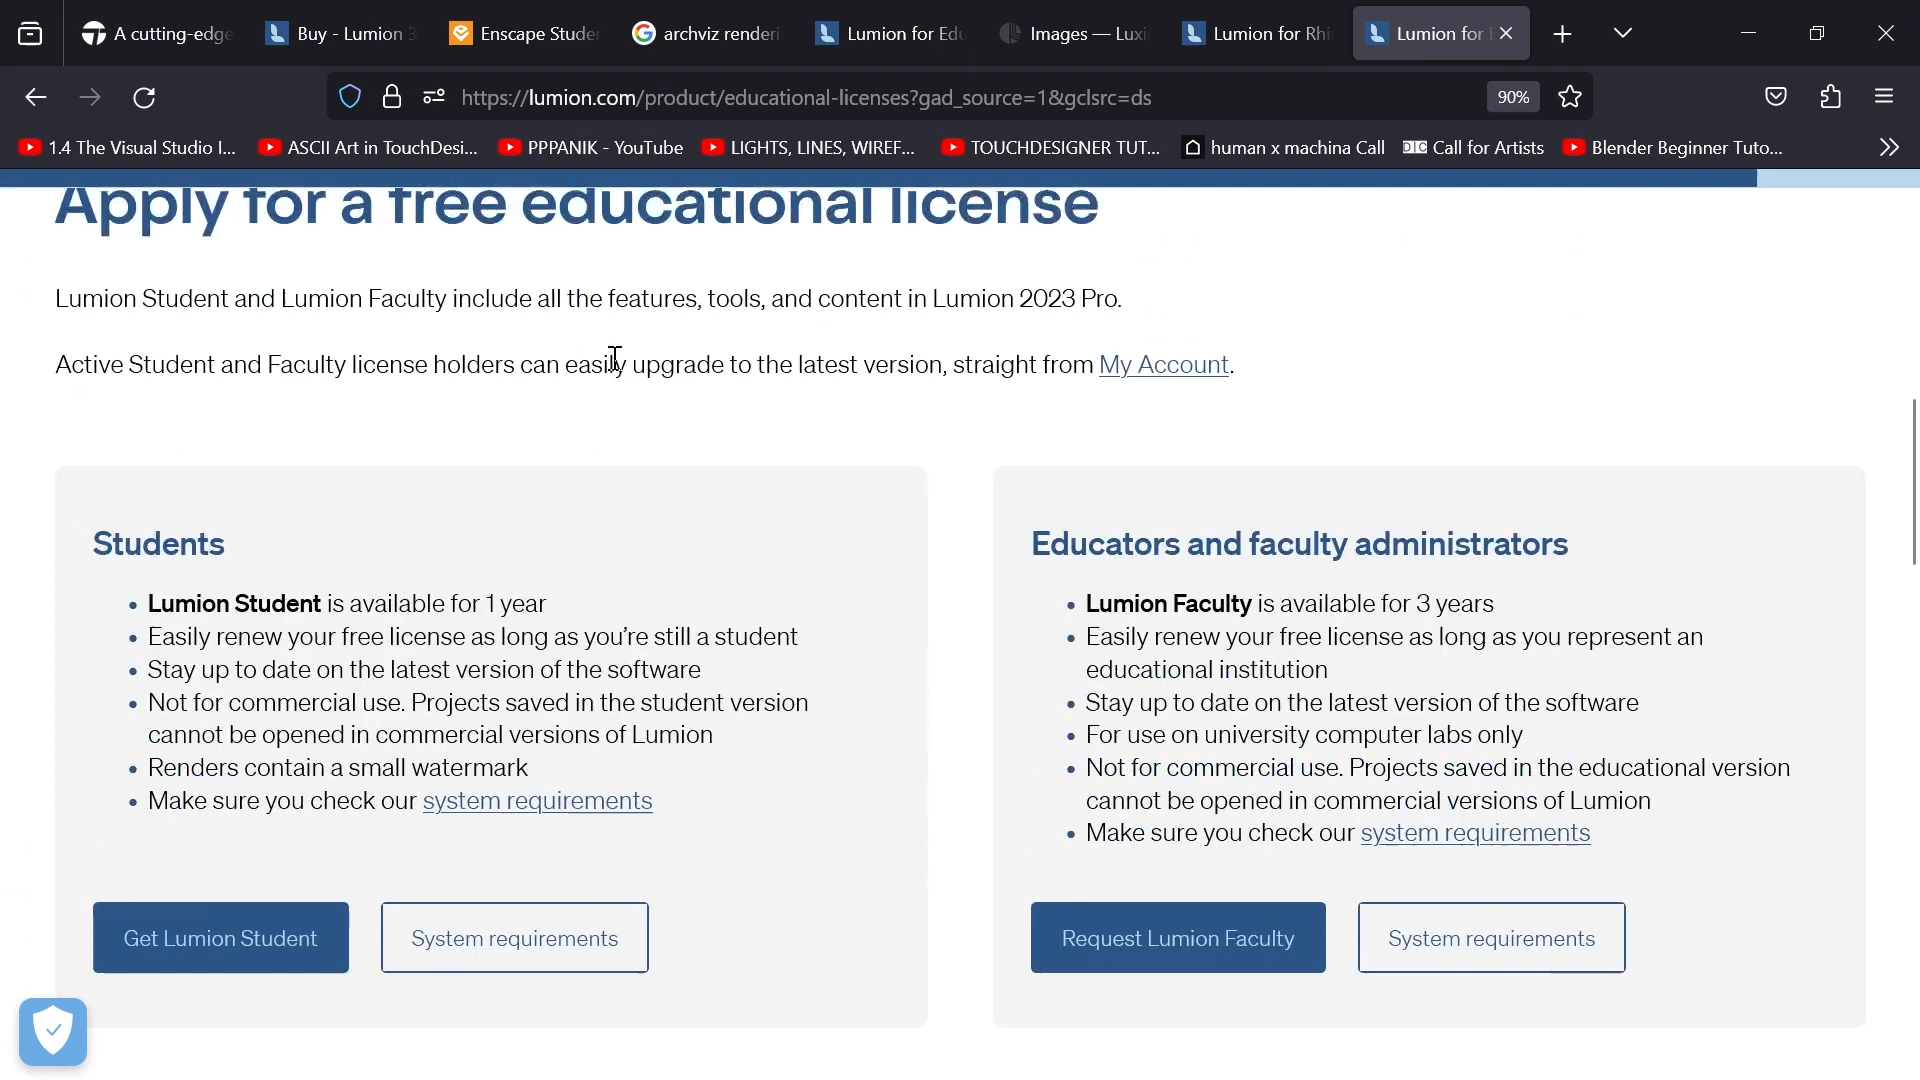 A cutting-edge
Buy - Lumion 3
Enscape Stude
archviz renderi
Lumion for Edu
Images — Luxi
Lumion for Rhi
Lumion for E
https://lumion.com/product/educational-licenses?gad_source=1&gclsrc=ds
90%
1.4 The Visual Studio I...
ASCII Art in TouchDesi...
PPPANIK - YouTube
LIGHTS, LINES, WIREF...
TOUCHDESIGNER TUT...
human x machina Call
DIG Call for Artists
Blender Beginner Tuto...
Apply for a free educational license
Lumion Student and Lumion Faculty include all the features, tools, and content in Lumion 2023 Pro.
Active Student and Faculty license holders can easily upgrade to the latest version, straight from My Account.
Students
• Lumion Student is available for 1 year
• Easily renew your free license as long as you’re still a student
• Stay up to date on the latest version of the software
• Not for commercial use. Projects saved in the student version
cannot be opened in commercial versions of Lumion
• Renders contain a small watermark
• Make sure you check our system requirements
Get Lumion Student
System requirements
Educators and faculty administrators
• Lumion Faculty is available for 3 years
• Easily renew your free license as long as you represent an
educational institution
• Stay up to date on the latest version of the software
• For use on university computer labs only
• Not for commercial use. Projects saved in the educational version
cannot be opened in commercial versions of Lumion
• Make sure you check our system requirements
Request Lumion Faculty
System requirements